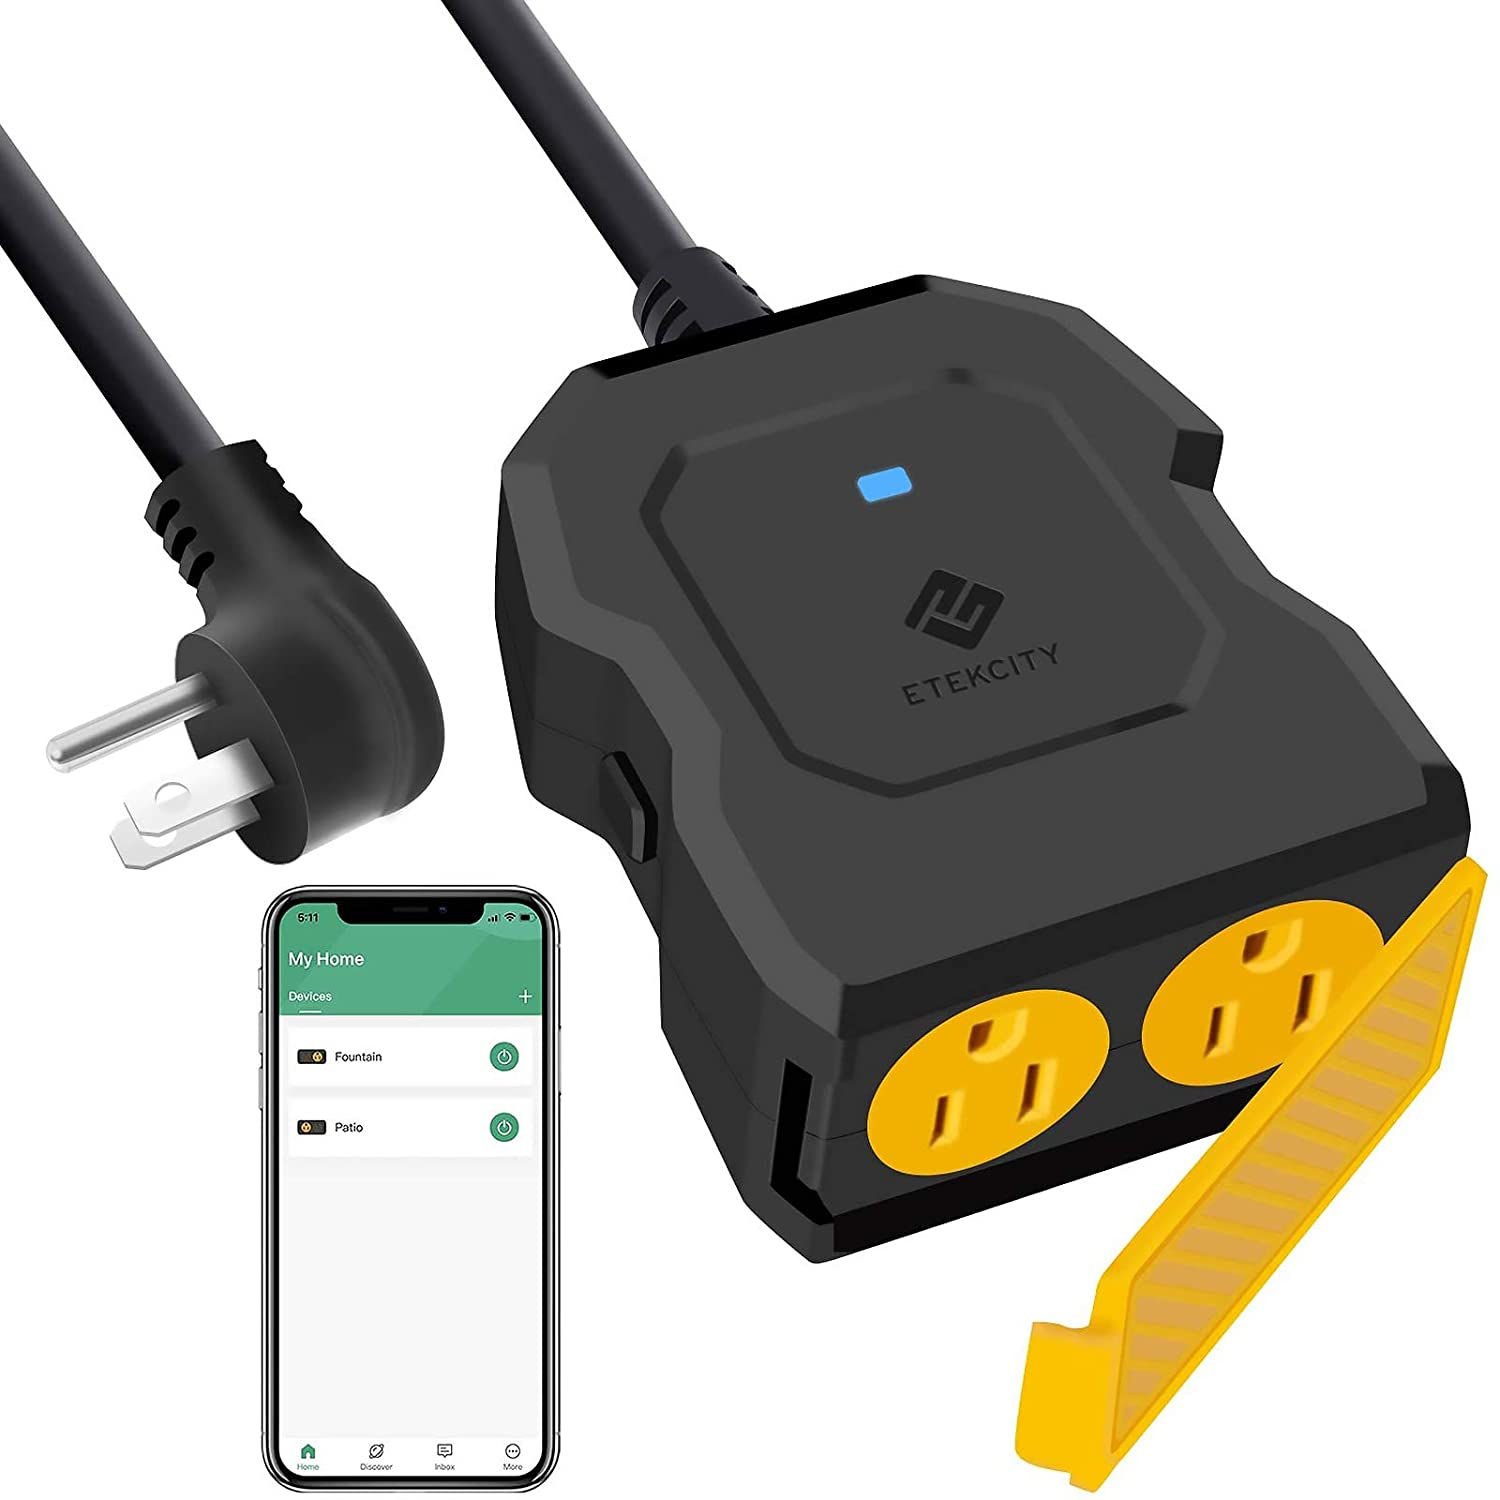 ETEKCITY
5:11
My Home
Devices
+
Fountain
Patio
Home
Discover
Inbox
More